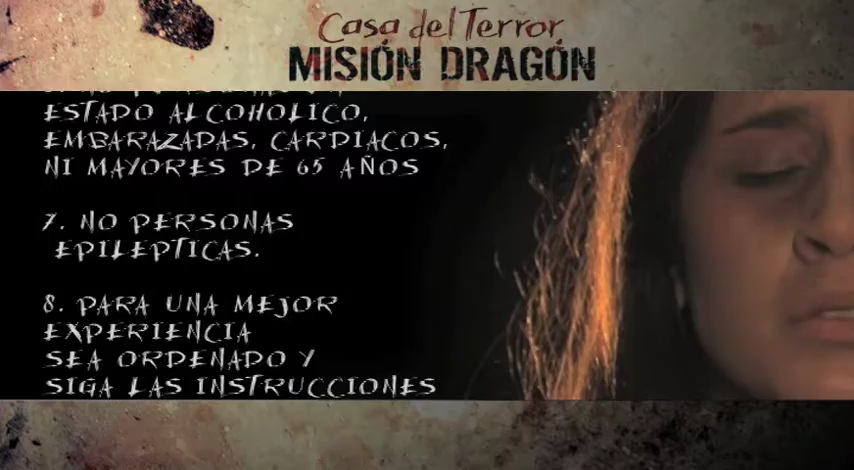 Casa del Terror
MISIÓN DRAGÓN
ESTADO ALCOHOLICO,
EMBARAZADAS, CARDIACOS,
NI MAYORES DE 65 AÑOS
7. NO PERSONAS
EPILEPTICAS.
8. PARA UNA MEJOR
EXPERIENCIA
SEA ORDENADO Y
SIGA LAS INSTRUCCIONES